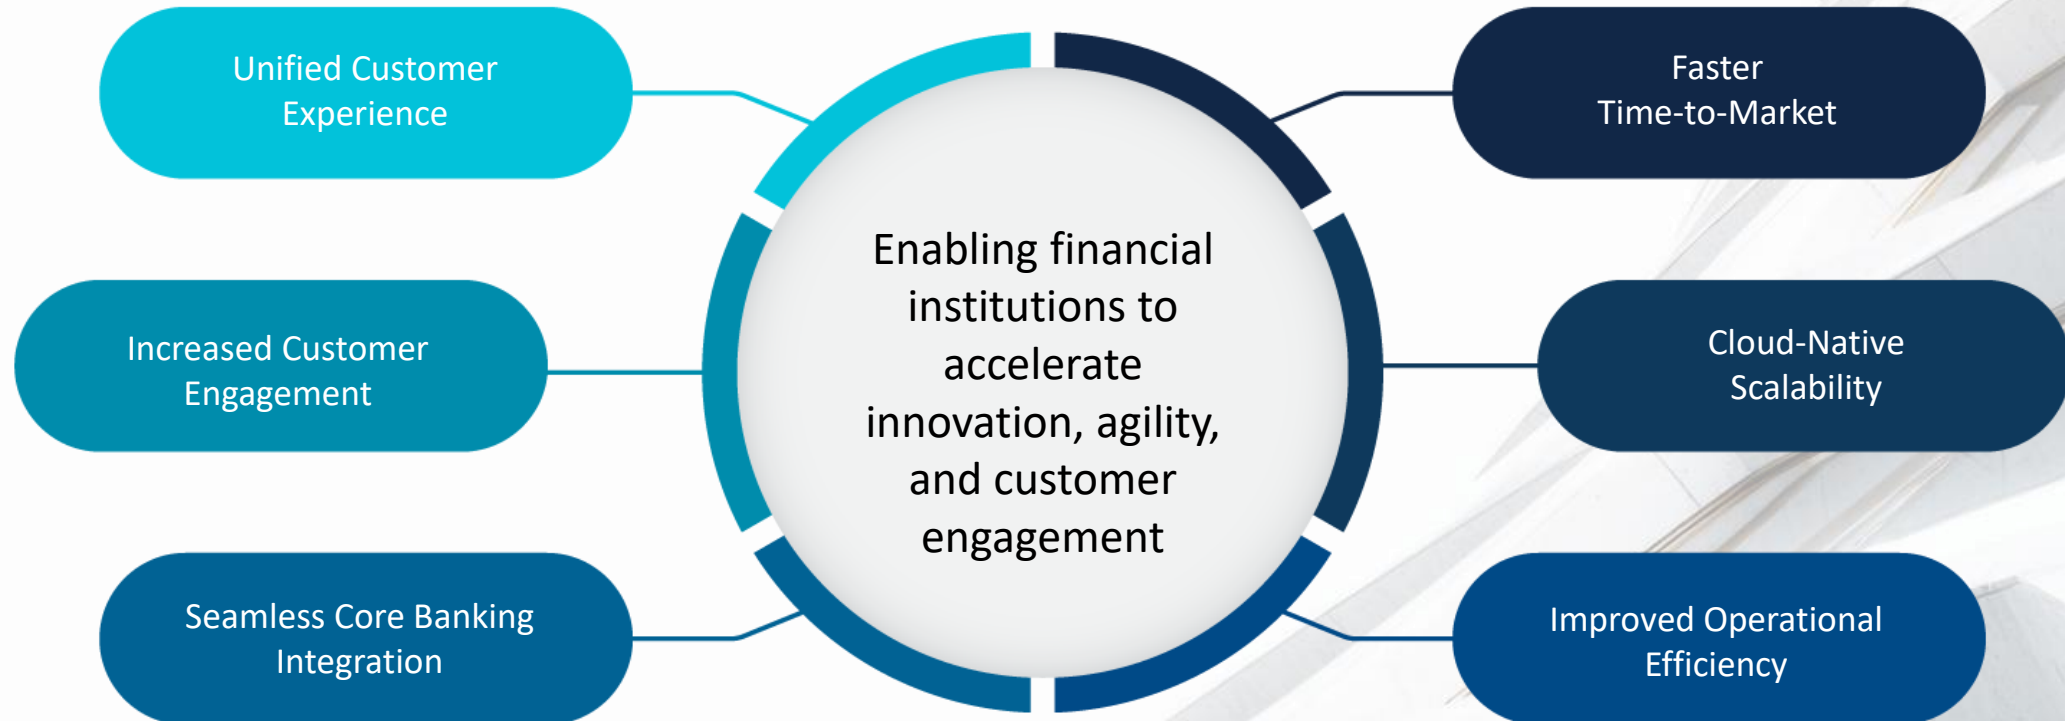 Unified Customer
Experience
Increased Customer
Engagement
Seamless Core Banking
Integration
Enabling financial
institutions to
accelerate
innovation, agility,
and customer
engagement
Faster
Time-to-Market
Cloud-Native
Scalability
Improved Operational
Efficiency